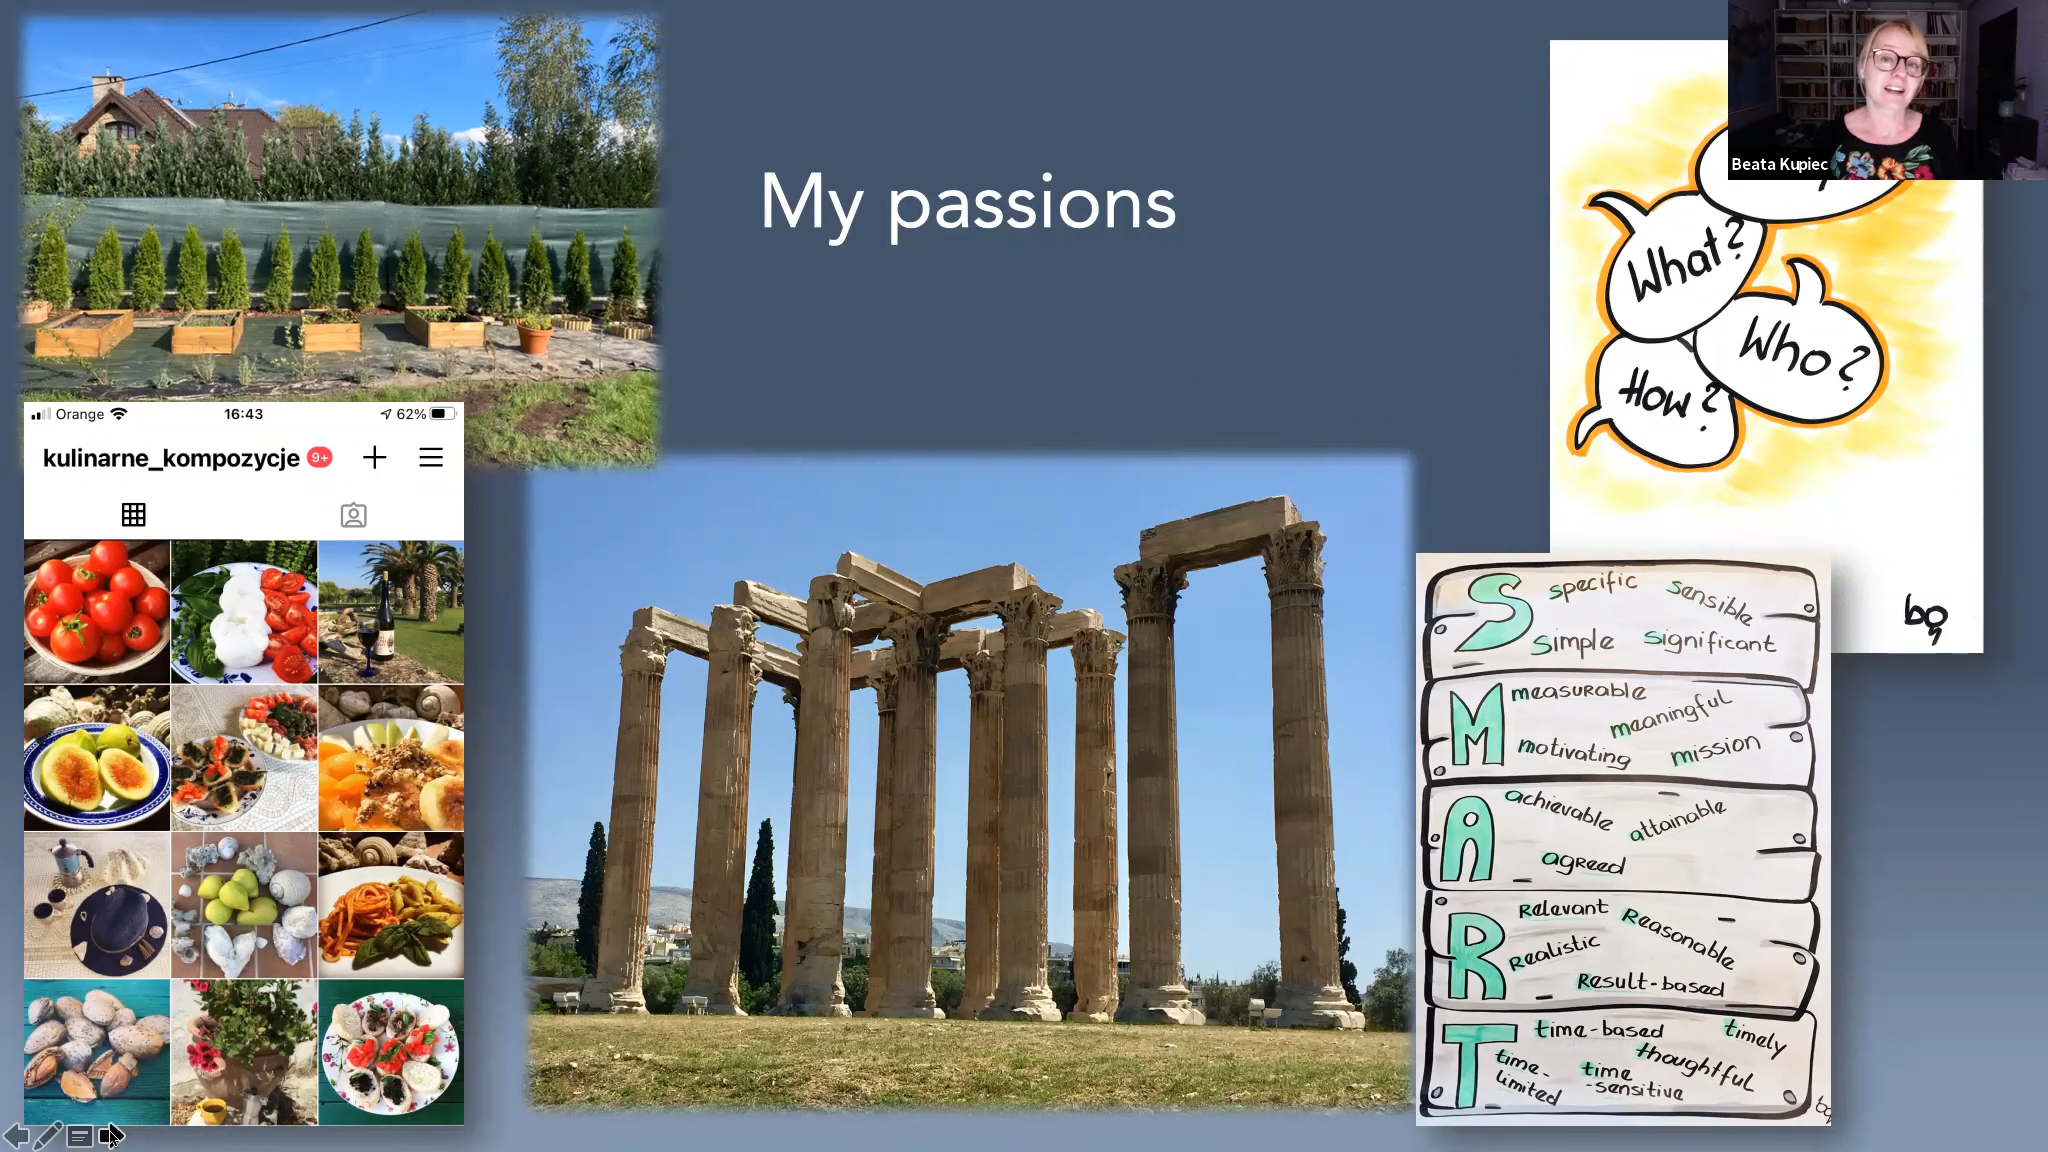 My passions
Beata Kupiec
What?
Who?
How?
bq
Orange
16:43
62%
kulinarne_kompozycje 9+
S specific sensible
simple significant
M measurable
meaningful
motivating mission
A achievable attainable
agreed
R Relevant Reasonable
Realistic
Result-based
T time-based timely
thoughtful
time-
limited
time
-sensitive
bq